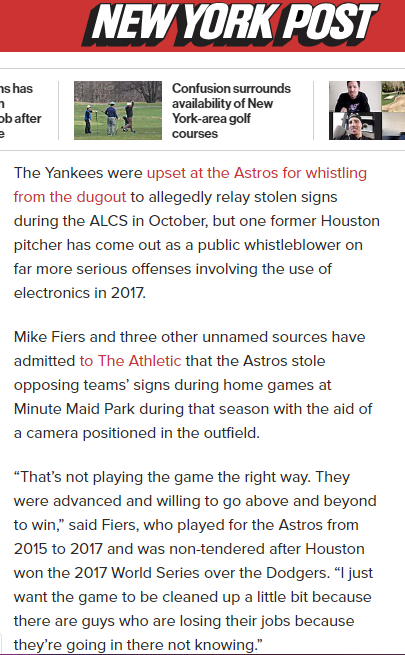 NEW YORK POST
ns has
n
ob after
e
Confusion surrounds
availability of New
York-area golf
courses
The Yankees were upset at the Astros for whistling
from the dugout to allegedly relay stolen signs
during the ALCS in October, but one former Houston
pitcher has come out as a public whistleblower on
far more serious offenses involving the use of
electronics in 2017.
Mike Fiers and three other unnamed sources have
admitted to The Athletic that the Astros stole
opposing teams’ signs during home games at
Minute Maid Park during that season with the aid of
a camera positioned in the outfield.
“That’s not playing the game the right way. They
were advanced and willing to go above and beyond
to win,” said Fiers, who played for the Astros from
2015 to 2017 and was non-tendered after Houston
won the 2017 World Series over the Dodgers. “I just
want the game to be cleaned up a little bit because
there are guys who are losing their jobs because
they’re going in there not knowing.”